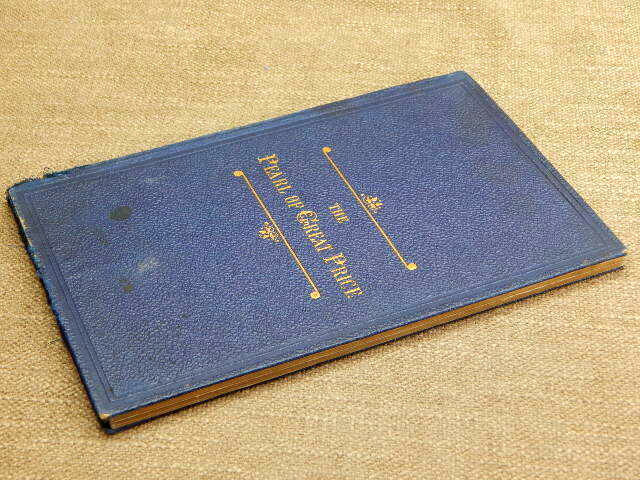 THE
PEARL OF GREAT PRICE